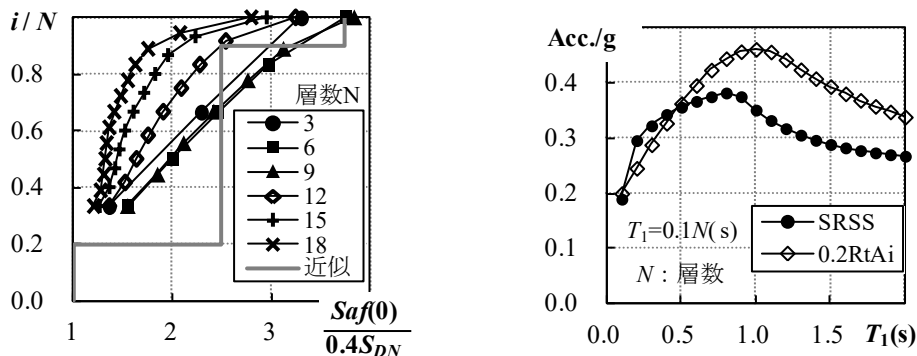 i / N
1.0
0.8
0.6
0.4
0.2
0.0
層数N
3
6
9
12
15
18
近似
1
2
3
Saf(0)
0.4S_DN
Acc./g
0.4
0.3
0.2
0.1
0.0
T₁=0.1N(s)
N：層数
SRSS
0.2RtAi
0.0
0.5
1.0
1.5
T₁(s)